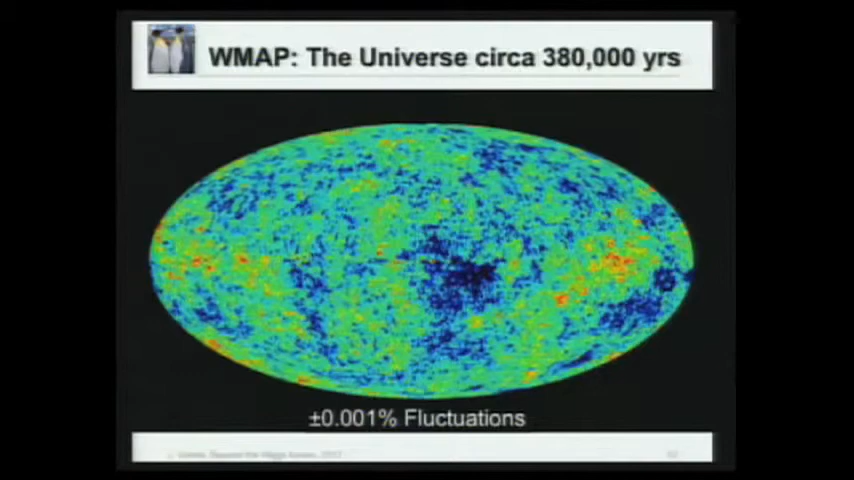 WMAP: The Universe circa 380,000 yrs
±0.001% Fluctuations